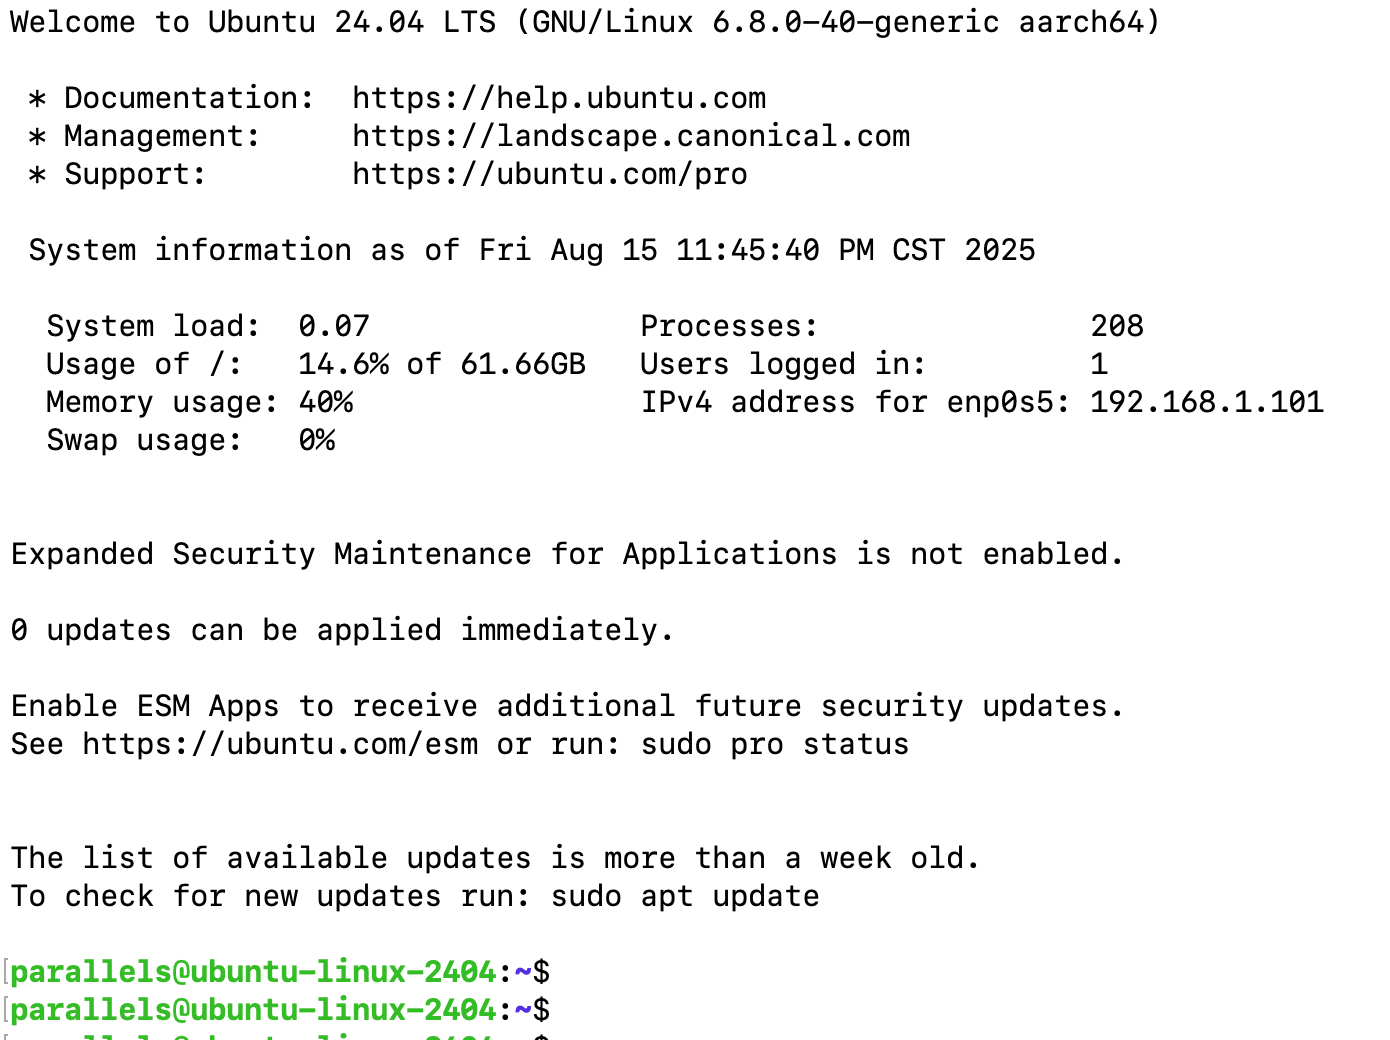 Welcome to Ubuntu 24.04 LTS (GNU/Linux 6.8.0-40-generic aarch64)
* Documentation:  https://help.ubuntu.com
* Management:     https://landscape.canonical.com
* Support:        https://ubuntu.com/pro
System information as of Fri Aug 15 11:45:40 PM CST 2025
System load:  0.07               Processes:               208
Usage of /:   14.6% of 61.66GB   Users logged in:         1
Memory usage: 40%                IPv4 address for enp0s5: 192.168.1.101
Swap usage:   0%
Expanded Security Maintenance for Applications is not enabled.
0 updates can be applied immediately.
Enable ESM Apps to receive additional future security updates.
See https://ubuntu.com/esm or run: sudo pro status
The list of available updates is more than a week old.
To check for new updates run: sudo apt update
[parallels@ubuntu-linux-2404:~$
[parallels@ubuntu-linux-2404:~$